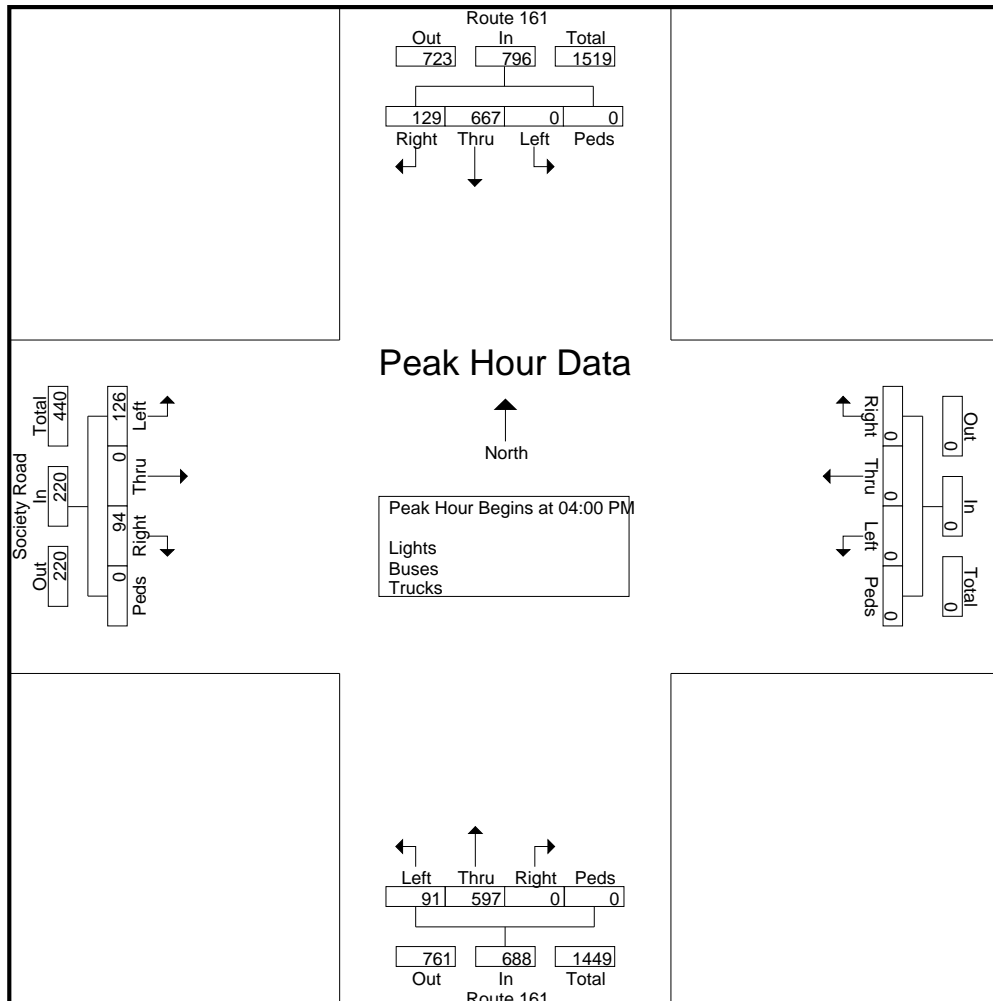 Route 161
Out In Total
723 796 1519
129 667 0 0
Right Thru Left Peds
Peak Hour Data
North
Peak Hour Begins at 04:00 PM
Lights
Buses
Trucks
Society Road
Out In Total
220 220 440
Left Thru Right Peds
126 0 94 0
Right Thru Left Peds
0 0 0 0
Out In Total
0 0 0
Left Thru Right Peds
91 597 0 0
761 688 1449
Out In Total
Route 161